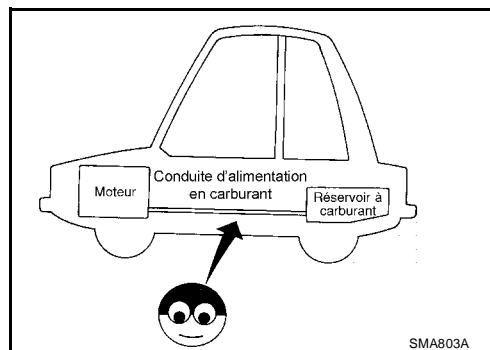 Conduite d'alimentation
en carburant
Moteur
Réservoir à
carburant
SMA803A